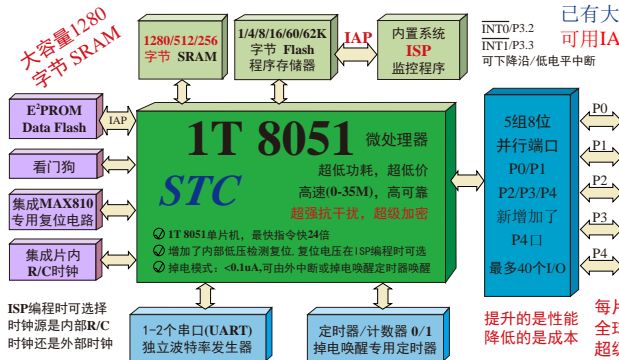 大容量1280
字节 SRAM
1280/512/256
字节 SRAM
1/4/8/16/60/62K
字节 Flash
程序存储器
IAP
内置系统
ISP
监控程序
INT0/P3.2
INT1/P3.3
可下降沿/低电平中断
已有大
可用IA
E²PROM
Data Flash
IAP
看门狗
集成MAX810
专用复位电路
集成片内
R/C时钟
1T 8051 微处理器
STC
超低功耗，超低价
高速(0-35M)，高可靠
超强抗干扰，超级加密
1T 8051单片机，最快指令快24倍
增加了内部低压检测复位,复位电压在ISP编程时可选
掉电模式：<0.1uA,可由外中断或掉电唤醒定时器唤醒
5组8位
并行端口
P0/P1
P2/P3/P4
新增加了
P4口
最多40个I/O
P0
P1
P2
P3
P4
ISP编程时可选择
时钟源是内部R/C
时钟还是外部时钟
1-2个串口(UART)
独立波特率发生器
定时器/计数器 0/1
掉电唤醒专用定时器
提升的是性能
降低的是成本
每片
全球
超级